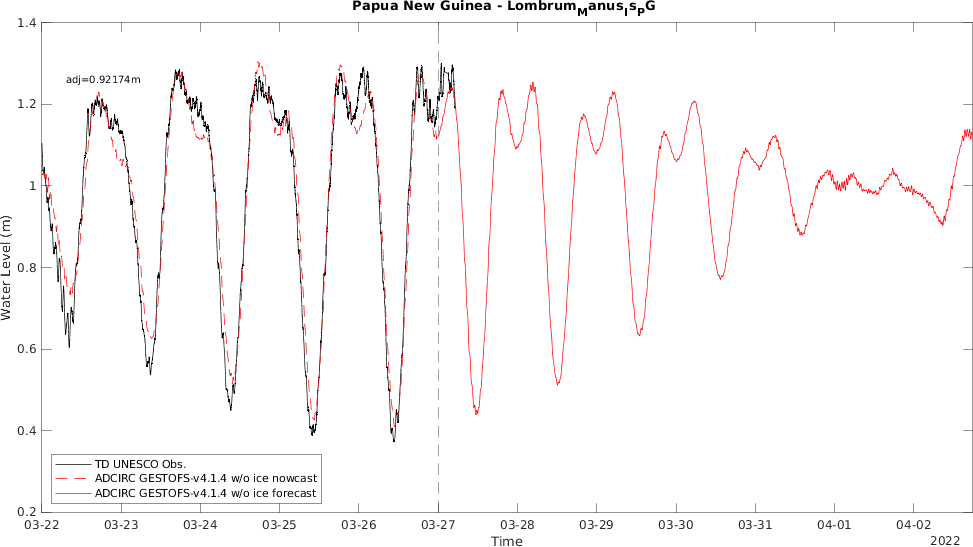 Papua New Guinea - Lombrum_Manus_Is_PG
1.4
1.2
1
0.8
0.6
0.4
0.2
Water Level (m)
adj=0.92174m
TD UNESCO Obs.
ADCIRC GESTOFS-v4.1.4 w/o ice nowcast
ADCIRC GESTOFS-v4.1.4 w/o ice forecast
03-22 03-23 03-24 03-25 03-26 03-27 03-28 03-29 03-30 03-31 04-01 04-02
Time
2022